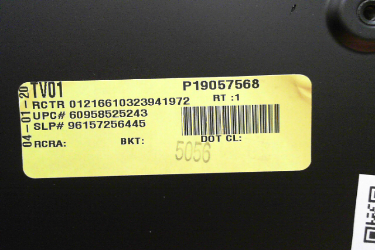 04-01-20
TV01 P19057568
RCTR 01216610323941972 RT :1
UPC# 60958525243
SLP# 96157256445
RCRA: BKT: DOT CL:
5056